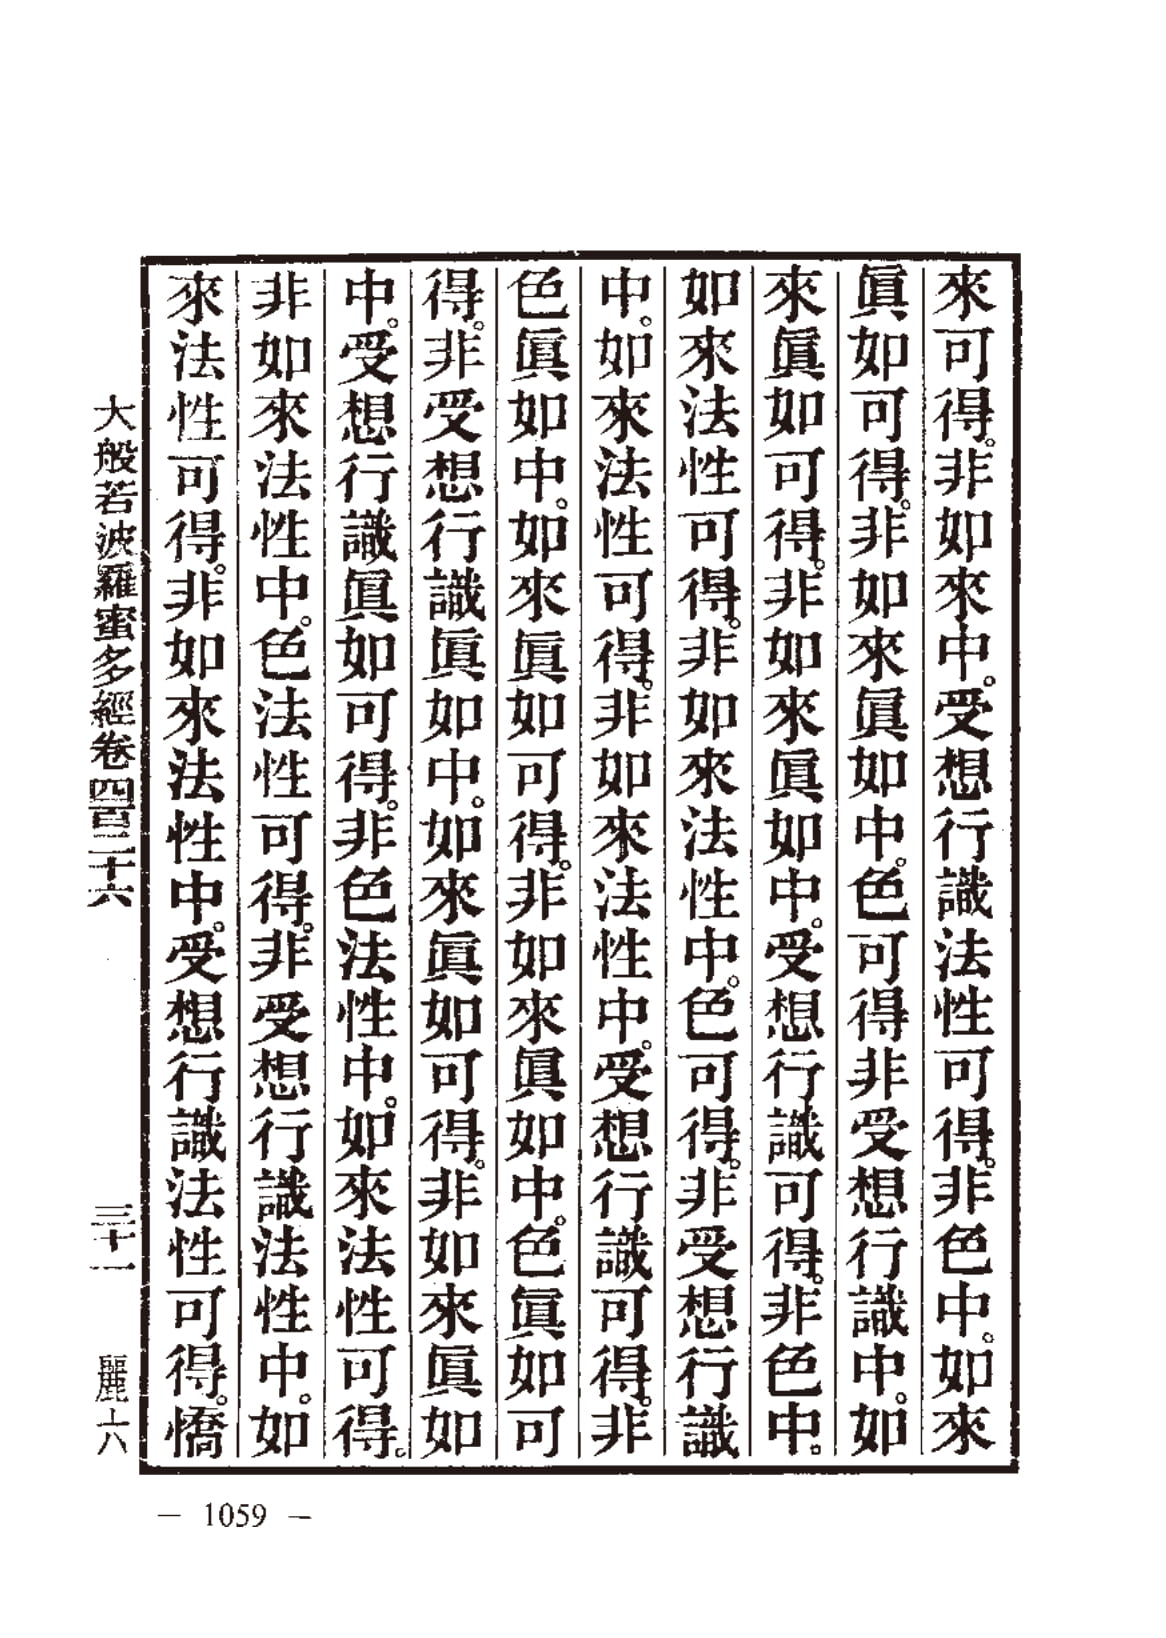 來可得。非如來中。受想行識法性可得。非色中。如來
眞如可得。非如來眞如中。色可得非受想行識中。如
來眞如可得。非如來眞如中。受想行識可得。非色中。
如來法性可得。非如來法性中。色可得。非受想行識
中。如來法性可得。非如來法性中。受想行識可得。非
色眞如中。如來眞如可得。非如來眞如中。色眞如可
得。非受想行識眞如中。如來眞如可得。非如來眞如
中。受想行識眞如可得。非色法性中。如來法性可得。
非如來法性中。色法性可得。非受想行識法性中。如
來法性可得。非如來法性中。受想行識法性可得。憍
大般若波羅蜜多經卷四百二十六 三十一 麗六
— 1059 —